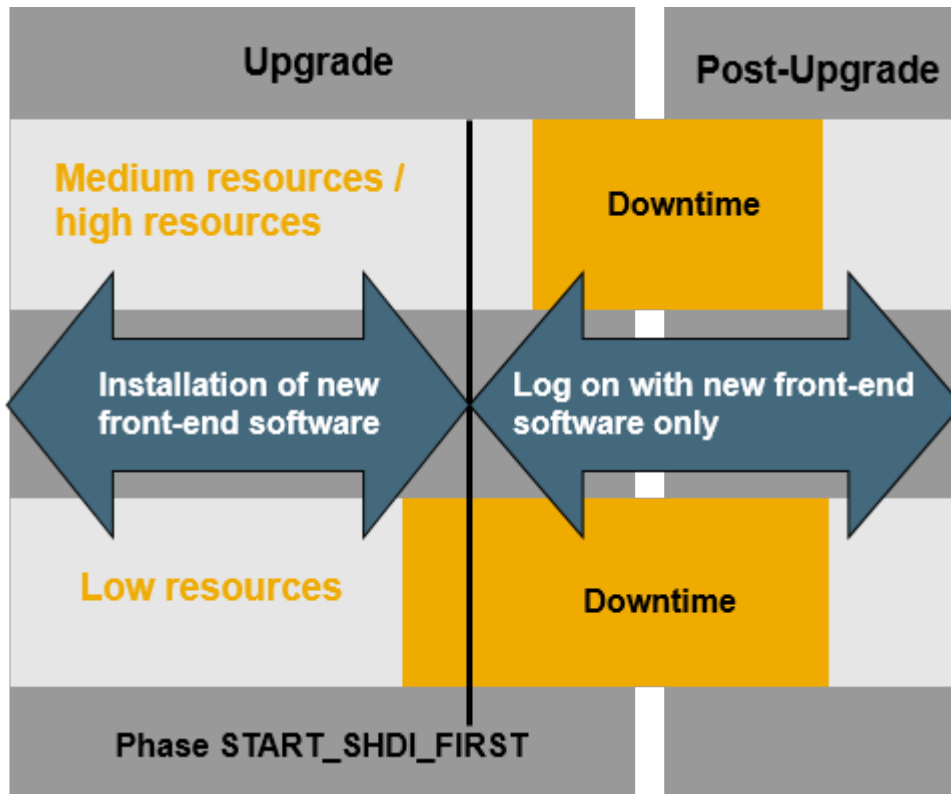 Upgrade
Post-Upgrade
Medium resources /
high resources
Downtime
Installation of new
front-end software
Log on with new front-end
software only
Low resources
Downtime
Phase START_SHDI_FIRST